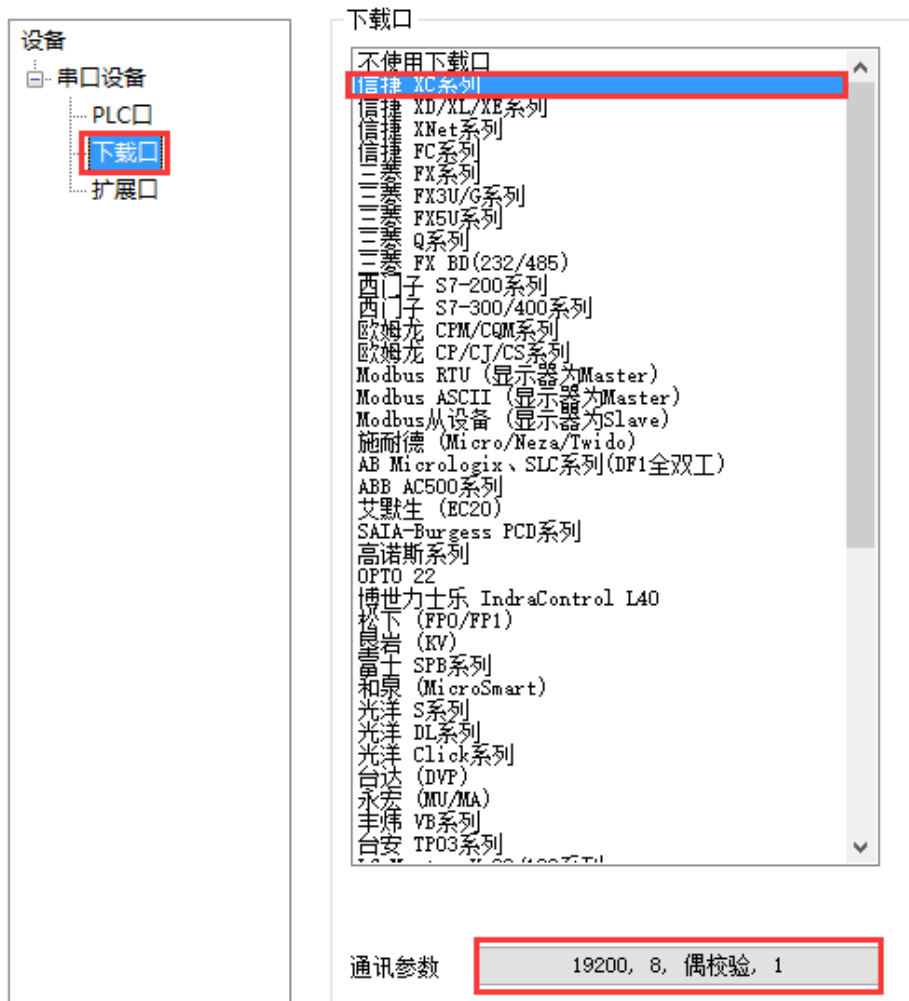 设备
串口设备
PLC口
下载口
扩展口
下载口
不使用下载口
信捷 XC系列
信捷 XD/XL/XE系列
信捷 XNet系列
信捷 FC系列
三菱 FX系列
三菱 FX3U/G系列
三菱 FX5U系列
三菱 Q系列
三菱 FX BD(232/485)
西门子 S7-200系列
西门子 S7-300/400系列
欧姆龙 CPM/CQM系列
欧姆龙 CP/CJ/CS系列
Modbus RTU (显示器为Master)
Modbus ASCII (显示器为Master)
Modbus从设备 (显示器为Slave)
施耐德 (Micro/Neza/Twido)
AB Micrologix、SLC系列(DF1全双工)
ABB AC500系列
艾默生 (EC20)
SAIA-Burgess PCD系列
高诺斯系列
OPTO 22
博世力士乐 IndraControl L40
松下 (FP0/FP1)
基岩 (KV)
富士 SPB系列
和泉 (MicroSmart)
光洋 S系列
光洋 DL系列
光洋 Click系列
台达 (DVP)
永宏 (MU/MA)
丰炜 VB系列
台安 TP03系列
通讯参数
19200, 8, 偶校验, 1